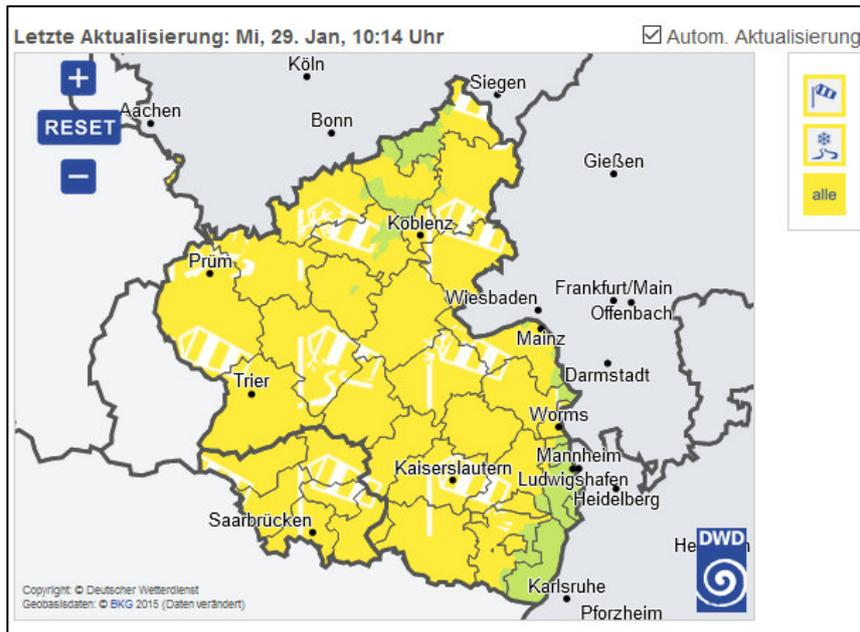 Letzte Aktualisierung: Mi, 29. Jan, 10:14 Uhr
Autom. Aktualisierung
+
RESET
−
Köln
Siegen
Aachen
Bonn
Gießen
Koblenz
Prüm
Frankfurt/Main
Wiesbaden
Offenbach
Mainz
Darmstadt
Trier
Worms
Mannheim
Kaiserslautern
Ludwigshafen
Heidelberg
Saarbrücken
Karlsruhe
Pforzheim
alle
DWD
Copyright: © Deutscher Wetterdienst
Geobasisdaten: © BKG 2015 (Daten verändert)